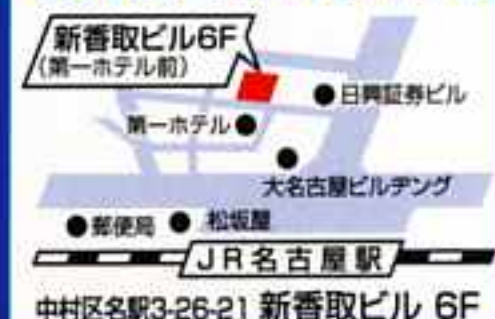 新香取ビル6F
(第一ホテル前)
●日興証券ビル
第一ホテル●
●
大名古屋ビルヂング
●郵便局 ● 松坂屋
JR名古屋駅
中村区名駅3-26-21 新香取ビル 6F